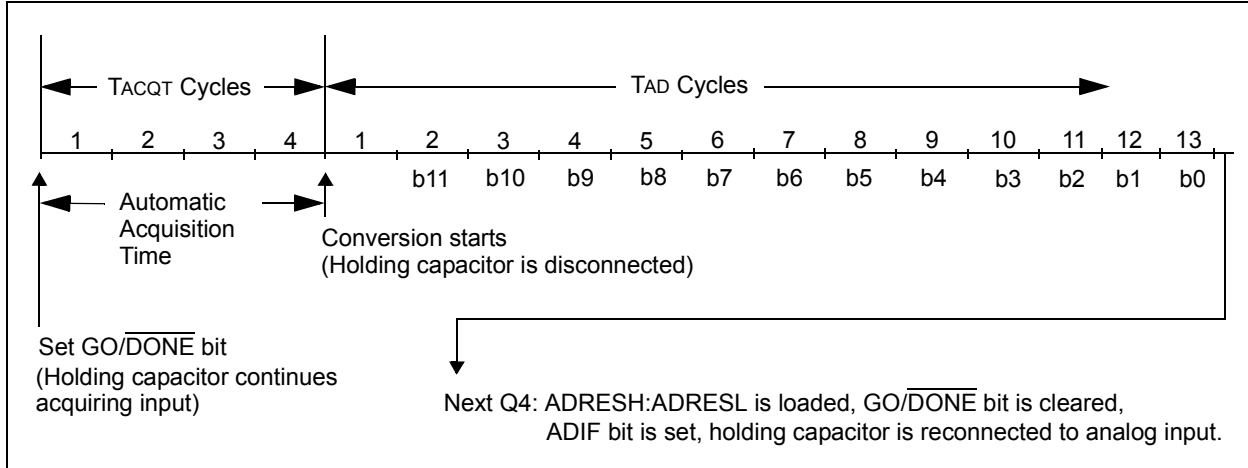 TACQT Cycles TAD Cycles
1 2 3 4 1 2 3 4 5 6 7 8 9 10 11 12 13
b11 b10 b9 b8 b7 b6 b5 b4 b3 b2 b1 b0
Automatic
Acquisition
Time
Conversion starts
(Holding capacitor is disconnected)
Set GO/DONE bit
(Holding capacitor continues
acquiring input)
Next Q4: ADRESH:ADRESL is loaded, GO/DONE bit is cleared,
ADIF bit is set, holding capacitor is reconnected to analog input.